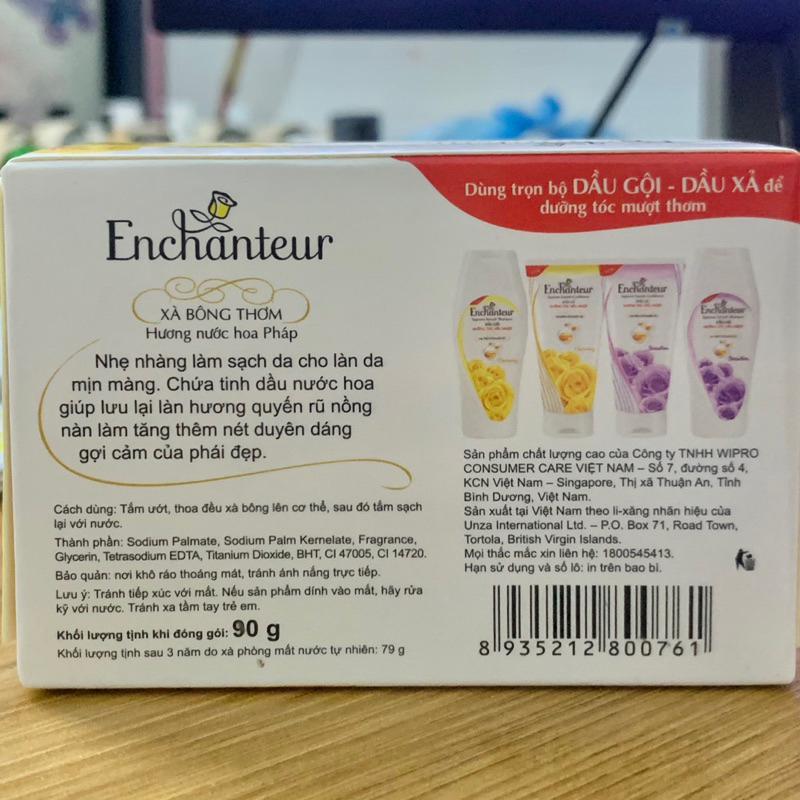 Enchanteur
XÀ BÔNG THƠM
Hương nước hoa Pháp
Nhẹ nhàng làm sạch da cho làn da
mịn màng. Chứa tinh dầu nước hoa
giúp lưu lại làn hương quyến rũ nồng
nàn làm tăng thêm nét duyên dáng
gợi cảm của phái đẹp.
Cách dùng: Tắm ướt, thoa đều xà bông lên cơ thể, sau đó tắm sạch
lại với nước.
Thành phần: Sodium Palmate, Sodium Palm Kernelate, Fragrance,
Glycerin, Tetrasodium EDTA, Titanium Dioxide, BHT, CI 47005, CI 14720.
Bảo quản: nơi khô ráo thoáng mát, tránh ánh nắng trực tiếp.
Lưu ý: Tránh tiếp xúc với mắt. Nếu sản phẩm dính vào mắt, hãy rửa
kỹ với nước. Tránh xa tầm tay trẻ em.
Khối lượng tịnh khi đóng gói: 90 g
Khối lượng tịnh sau 3 năm do xà phòng mất nước tự nhiên: 79 g
Dùng trọn bộ DẦU GỘI - DẦU XẢ để
dưỡng tóc mượt thơm
Enchanteur
Enchanteur
Enchanteur
Enchanteur
Sản phẩm chất lượng cao của Công ty TNHH WIPRO
CONSUMER CARE VIỆT NAM – Số 7, đường số 4,
KCN Việt Nam – Singapore, Thị xã Thuận An, Tỉnh
Bình Dương, Việt Nam.
Sản xuất tại Việt Nam theo li-xăng nhãn hiệu của
Unza International Ltd. – P.O. Box 71, Road Town,
Tortola, British Virgin Islands.
Mọi thắc mắc xin liên hệ: 1800545413.
Hạn sử dụng và số lô: in trên bao bì.
8 935212 800761